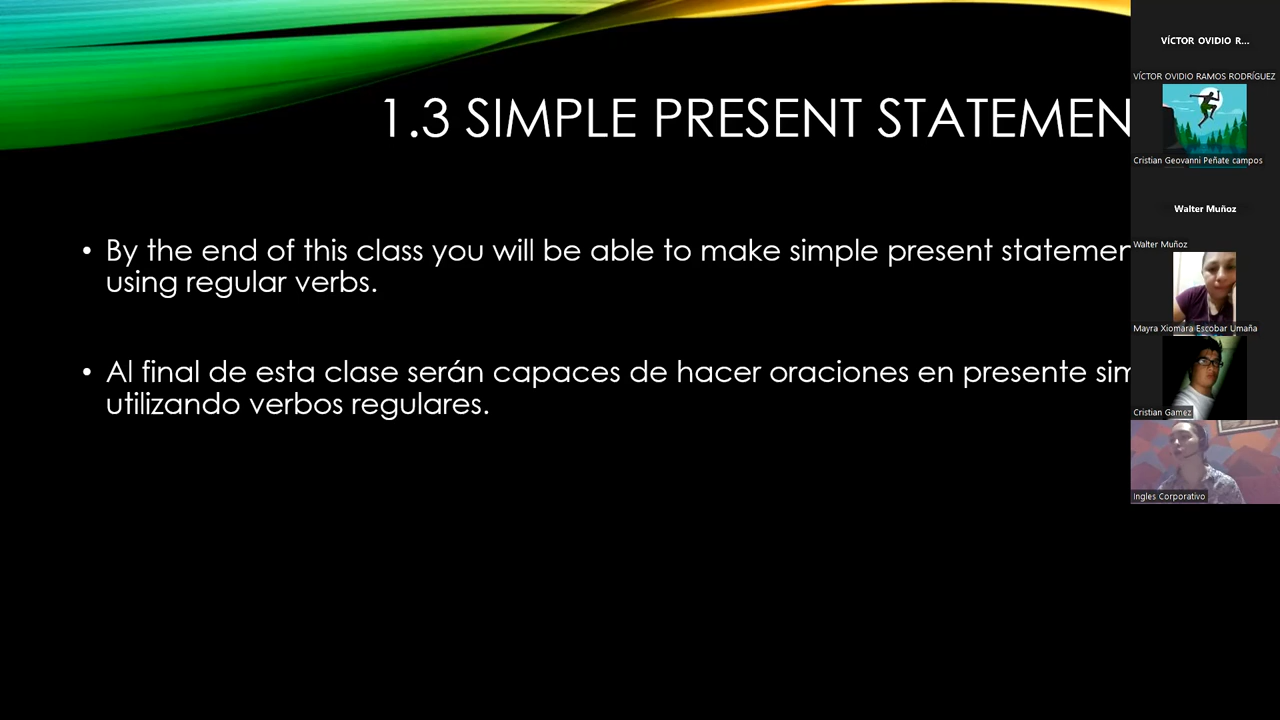 1.3 SIMPLE PRESENT STATEMEN
• By the end of this class you will be able to make simple present statemen
using regular verbs.
• Al final de esta clase serán capaces de hacer oraciones en presente sim
utilizando verbos regulares.
VÍCTOR OVIDIO R...
VÍCTOR OVIDIO RAMOS RODRÍGUEZ
Cristian Geovanni Peñate campos
Walter Muñoz
Walter Muñoz
Mayra Xiomara Escobar Umaña
Cristian Gamez
Ingles Corporativo